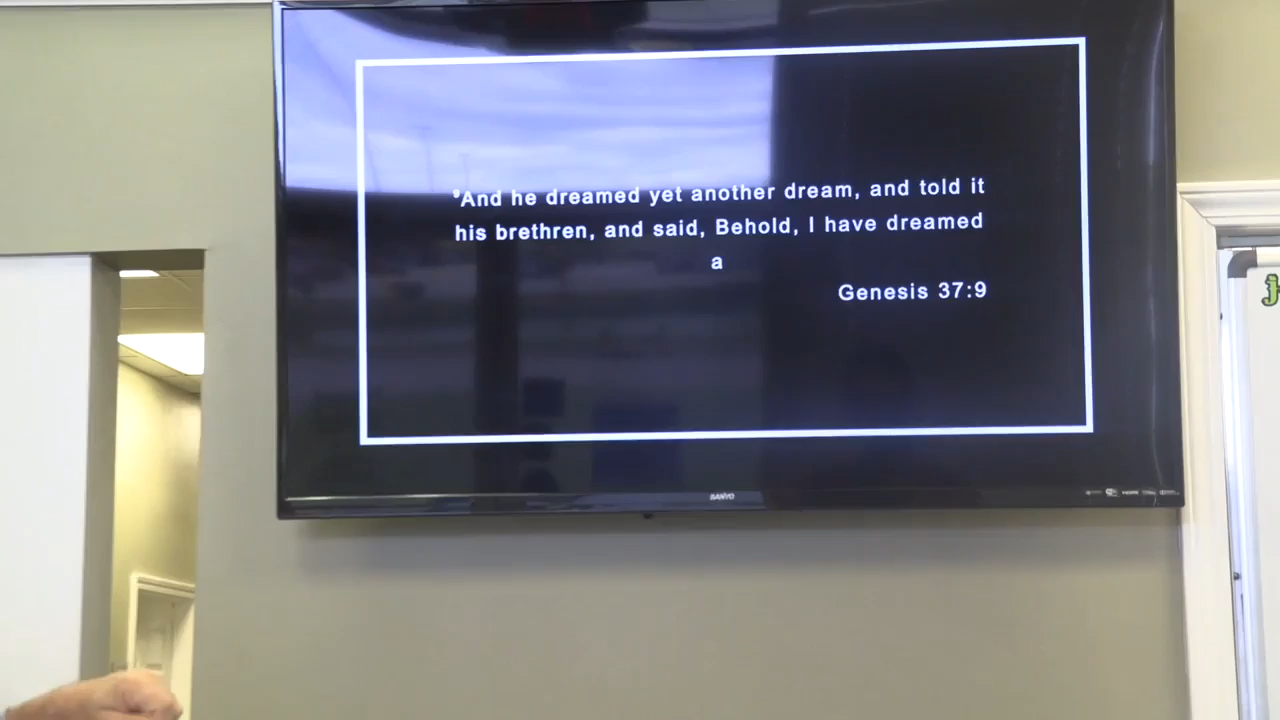 ⁹And he dreamed yet another dream, and told it
his brethren, and said, Behold, I have dreamed
a
Genesis 37:9
SANYO